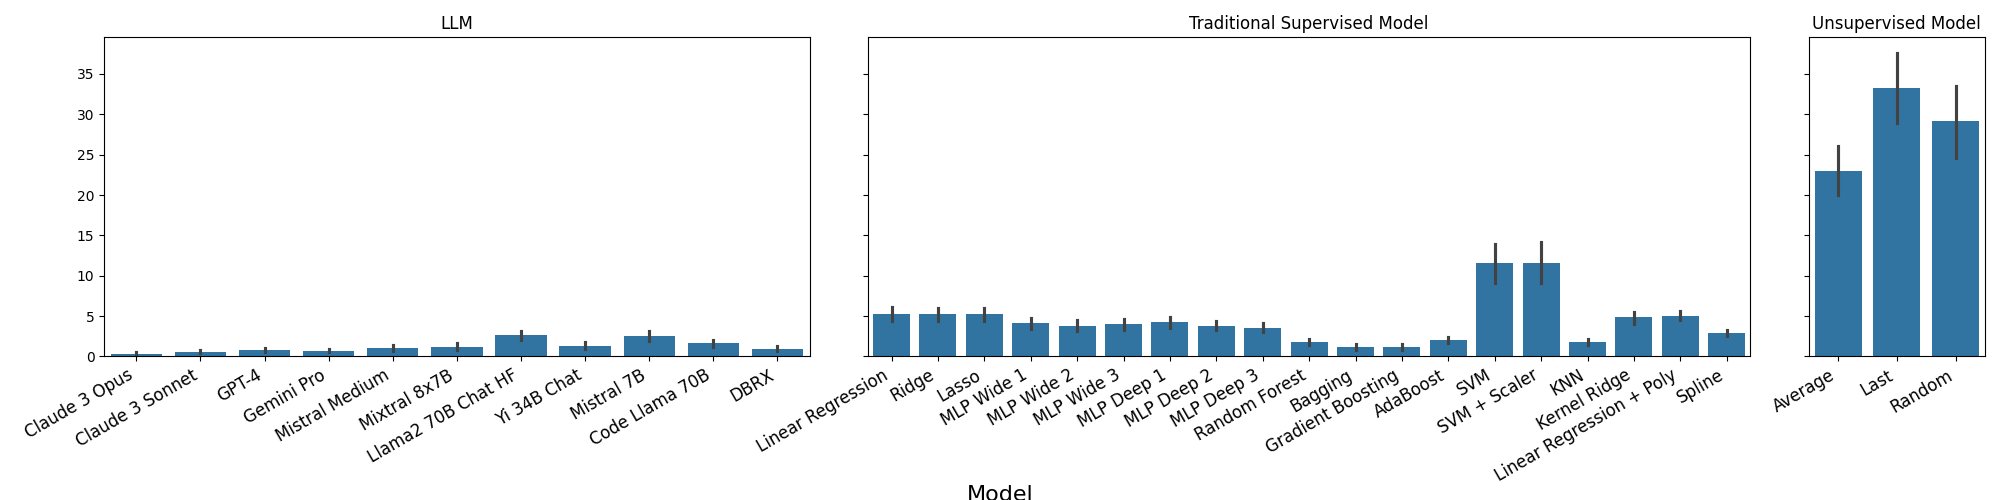 LLM
Traditional Supervised Model
Unsupervised Model
35
30
25
20
15
10
5
0
Claude 3 Opus
Claude 3 Sonnet
GPT-4
Gemini Pro
Mistral Medium
Mixtral 8x7B
Llama2 70B Chat HF
Yi 34B Chat
Mistral 7B
Code Llama 70B
DBRX
Linear Regression
Ridge
Lasso
MLP Wide 1
MLP Wide 2
MLP Wide 3
MLP Deep 1
MLP Deep 2
MLP Deep 3
Random Forest
Bagging
Gradient Boosting
AdaBoost
SVM
SVM + Scaler
KNN
Kernel Ridge
Linear Regression + Poly
Spline
Average
Last
Random
Model